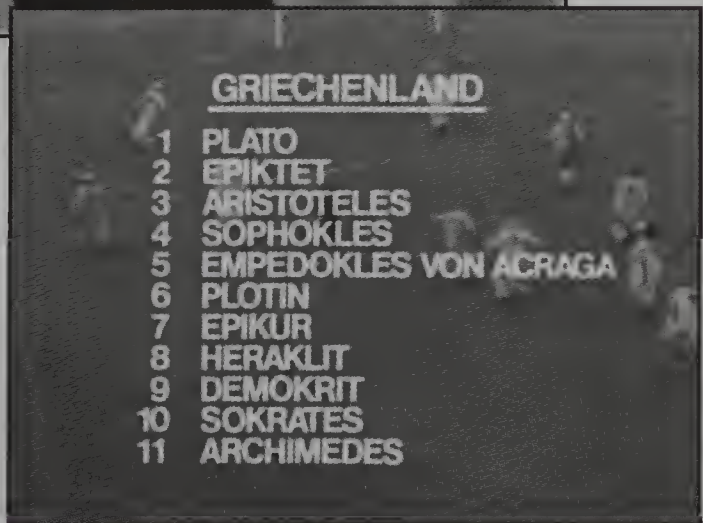 GRIECHENLAND
1 PLATO
2 EPIKTET
3 ARISTOTELES
4 SOPHOKLES
5 EMPEDOKLES VON ACRAGA
6 PLOTIN
7 EPIKUR
8 HERAKLIT
9 DEMOKRIT
10 SOKRATES
11 ARCHIMEDES